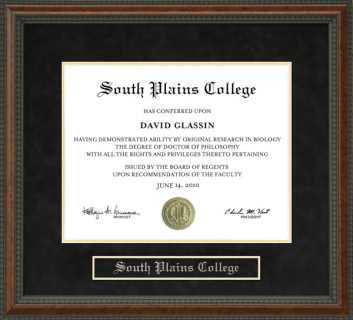 South Plains College
HAS CONFERRED UPON
DAVID GLASSIN
HAVING DEMONSTRATED ABILITY BY ORIGINAL RESEARCH IN BIOLOGY
THE DEGREE OF DOCTOR OF PHILOSOPHY
WITH ALL THE RIGHTS AND PRIVILEGES THERETO PERTAINING
ISSUED BY THE BOARD OF REGENTS
UPON RECOMMENDATION OF THE FACULTY
JUNE 14, 2010
PROVOST
PRESIDENT
South Plains College